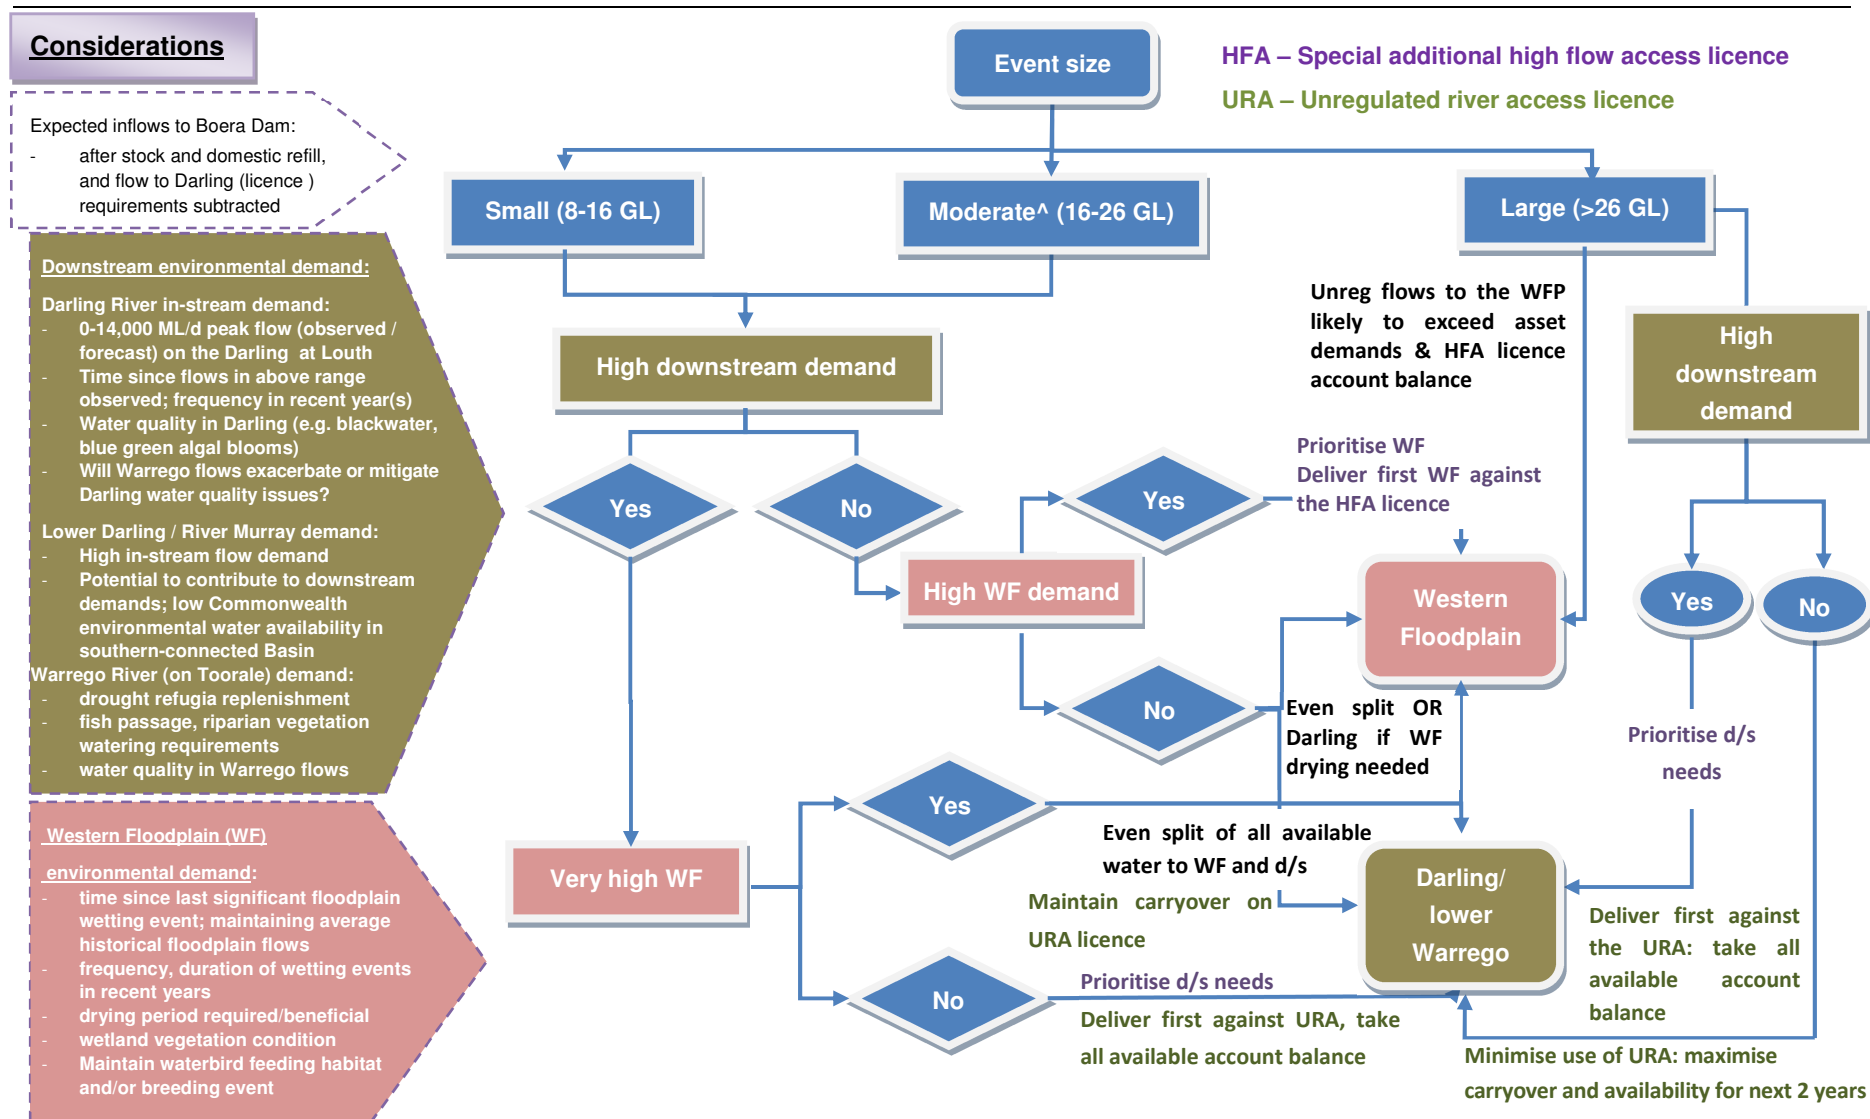 Considerations
Expected inflows to Boera Dam:
- after stock and domestic refill,
and flow to Darling (licence )
requirements subtracted
Downstream environmental demand:
Darling River in-stream demand:
- 0-14,000 ML/d peak flow (observed /
forecast) on the Darling at Louth
- Time since flows in above range
observed; frequency in recent year(s)
- Water quality in Darling (e.g. blackwater,
blue green algal blooms)
- Will Warrego flows exacerbate or mitigate
Darling water quality issues?
Lower Darling / River Murray demand:
- High in-stream flow demand
- Potential to contribute to downstream
demands; low Commonwealth
environmental water availability in
southern-connected Basin
Warrego River (on Toorale) demand:
- drought refugia replenishment
- fish passage, riparian vegetation
watering requirements
- water quality in Warrego flows
Western Floodplain (WF)
environmental demand:
- time since last significant floodplain
wetting event; maintaining average
historical floodplain flows
- frequency, duration of wetting events
in recent years
- drying period required/beneficial
- wetland vegetation condition
- Maintain waterbird feeding habitat
and/or breeding event
Event size
HFA – Special additional high flow access licence
URA – Unregulated river access licence
Small (8-16 GL)
Moderate^ (16-26 GL)
Large (>26 GL)
High downstream demand
Unreg flows to the WFP
likely to exceed asset
demands & HFA licence
account balance
High
downstream
demand
Yes
No
Yes
Prioritise WF
Deliver first WF against
the HFA licence
High WF demand
Western
Floodplain
Yes
No
No
Even split OR
Darling if WF
drying needed
Prioritise d/s
needs
Yes
Even split of all available
water to WF and d/s
Very high WF
Maintain carryover on
URA licence
Darling/
lower
Warrego
Deliver first against
the URA: take all
available account
balance
No
Prioritise d/s needs
Deliver first against URA, take
all available account balance
Minimise use of URA: maximise
carryover and availability for next 2 years